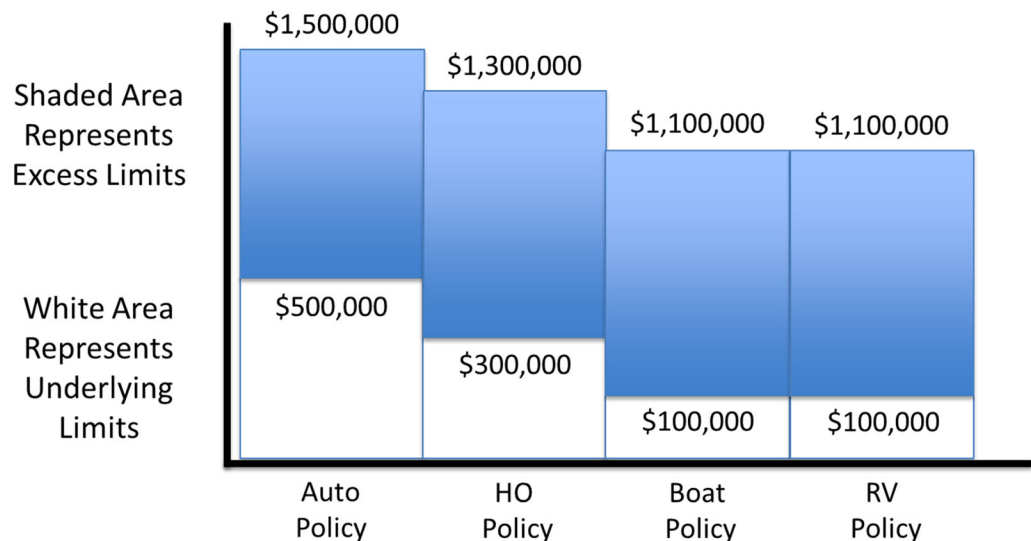 $1,500,000
$1,300,000
$1,100,000
$1,100,000
Shaded Area
Represents
Excess Limits
White Area
Represents
Underlying
Limits
$500,000
$300,000
$100,000
$100,000
Auto
Policy
HO
Policy
Boat
Policy
RV
Policy